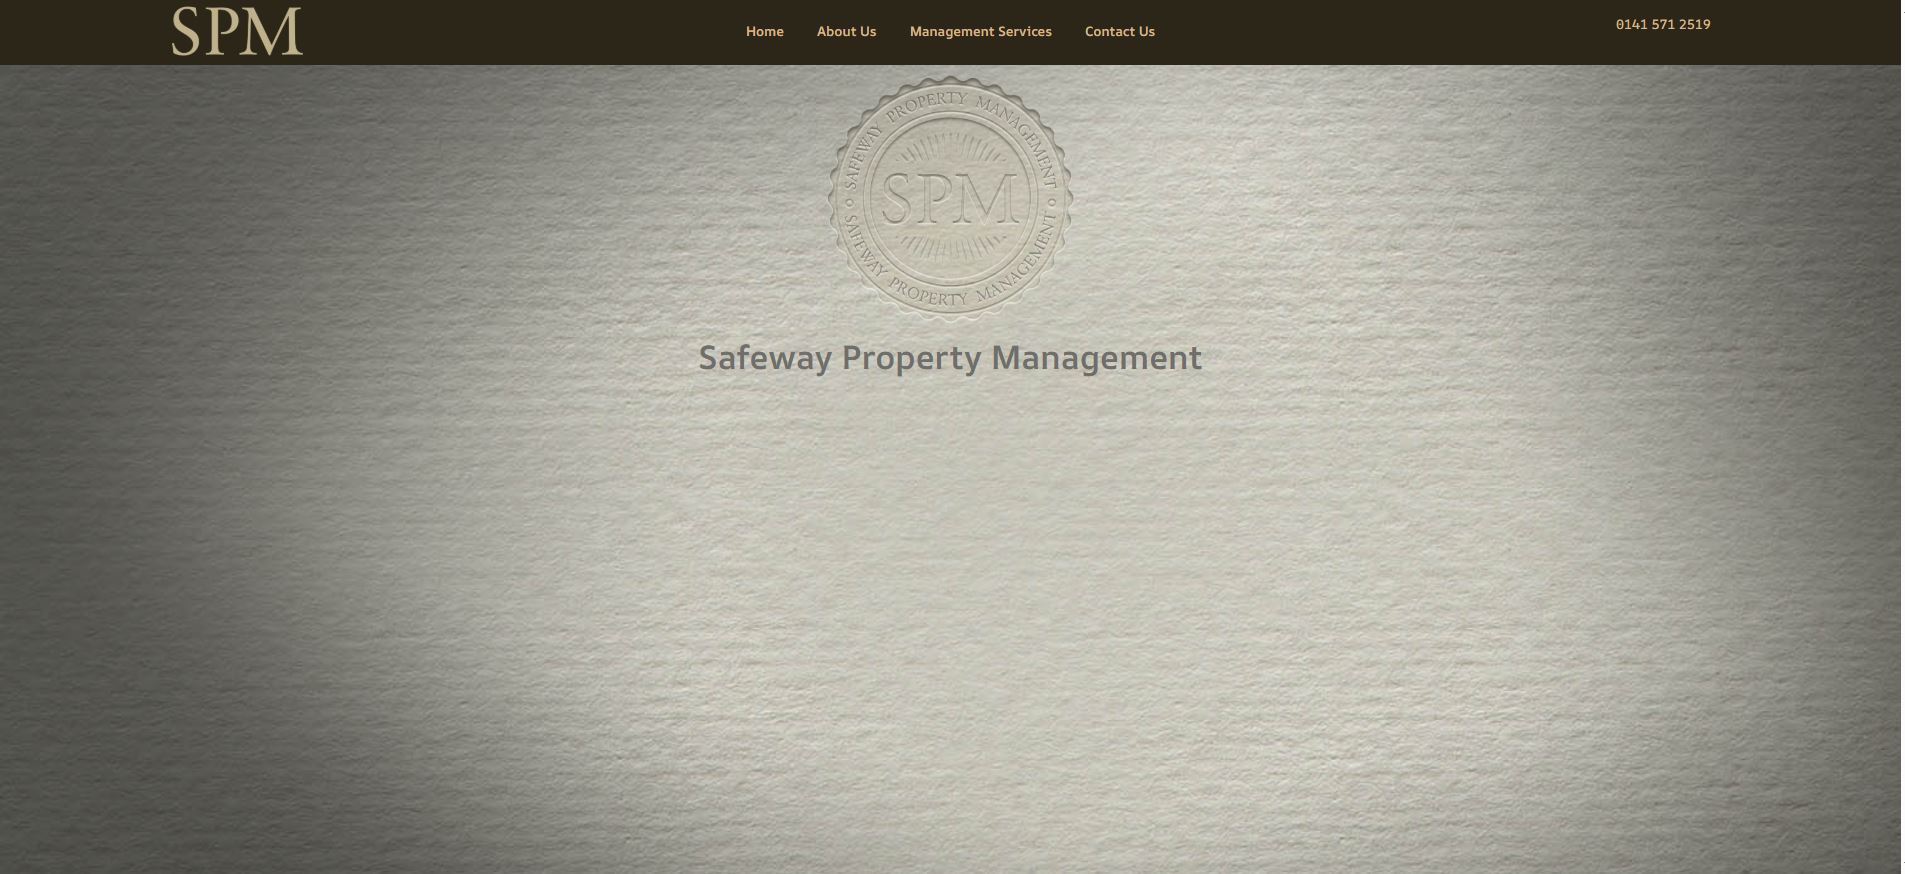 SPM
Home About Us Management Services Contact Us
0141 571 2519
SAFEWAY PROPERTY MANAGEMENT
SPM
SAFEWAY PROPERTY MANAGEMENT
Safeway Property Management